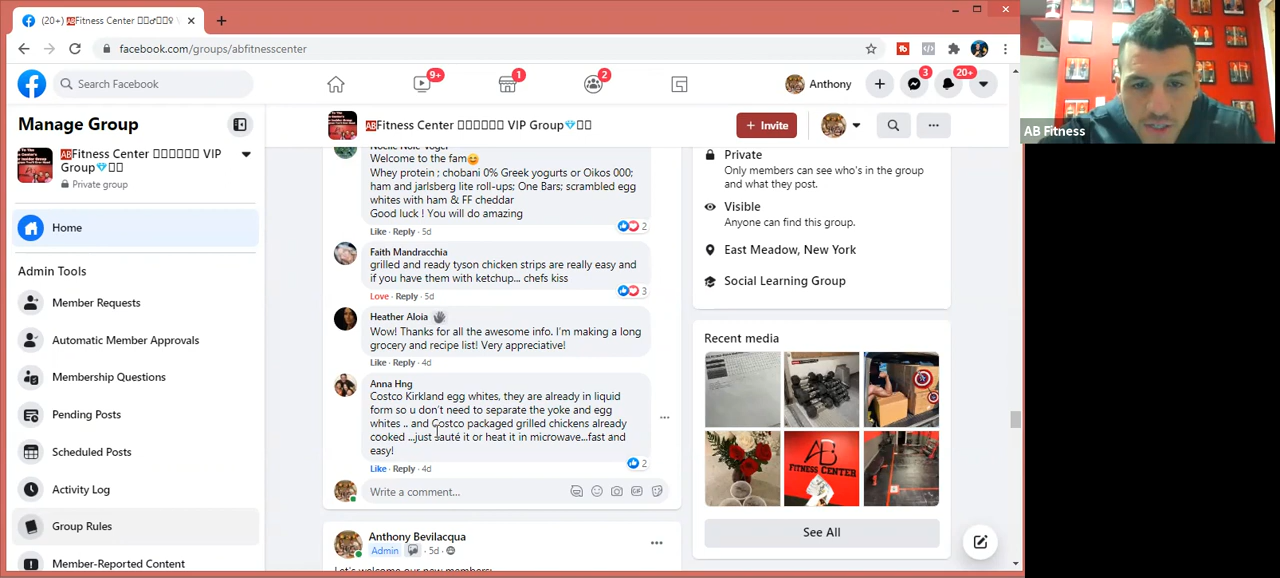 (20+) 🆎Fitness Center
facebook.com/groups/abfitnesscenter
Search Facebook
9+
1
2
Anthony
3
20+
Manage Group
🆎Fitness Center VIP Group💎
Private group
Home
Admin Tools
Member Requests
Automatic Member Approvals
Membership Questions
Pending Posts
Scheduled Posts
Activity Log
Group Rules
Member-Reported Content
🆎Fitness Center VIP Group💎
+ Invite
Welcome to the fam😊
Whey protein ; chobani 0% Greek yogurts or Oikos 000;
ham and jarlsberg lite roll-ups; One Bars; scrambled egg
whites with ham & FF cheddar
Good luck ! You will do amazing
Like · Reply · 5d
2
Faith Mandracchia
grilled and ready tyson chicken strips are really easy and
if you have them with ketchup... chefs kiss
Love · Reply · 5d
3
Heather Aloia
Wow! Thanks for all the awesome info. I'm making a long
grocery and recipe list! Very appreciative!
Like · Reply · 4d
Anna Hng
Costco Kirkland egg whites, they are already in liquid
form so u don't need to separate the yoke and egg
whites .. and Costco packaged grilled chickens already
cooked ...just sauté it or heat it in microwave...fast and
easy!
2
Like · Reply · 4d
Write a comment...
Anthony Bevilacqua
Admin · 5d ·
Let's welcome our new members:
Private
Only members can see who's in the group
and what they post.
Visible
Anyone can find this group.
East Meadow, New York
Social Learning Group
Recent media
AB
FITNESS CENTER
See All
AB Fitness